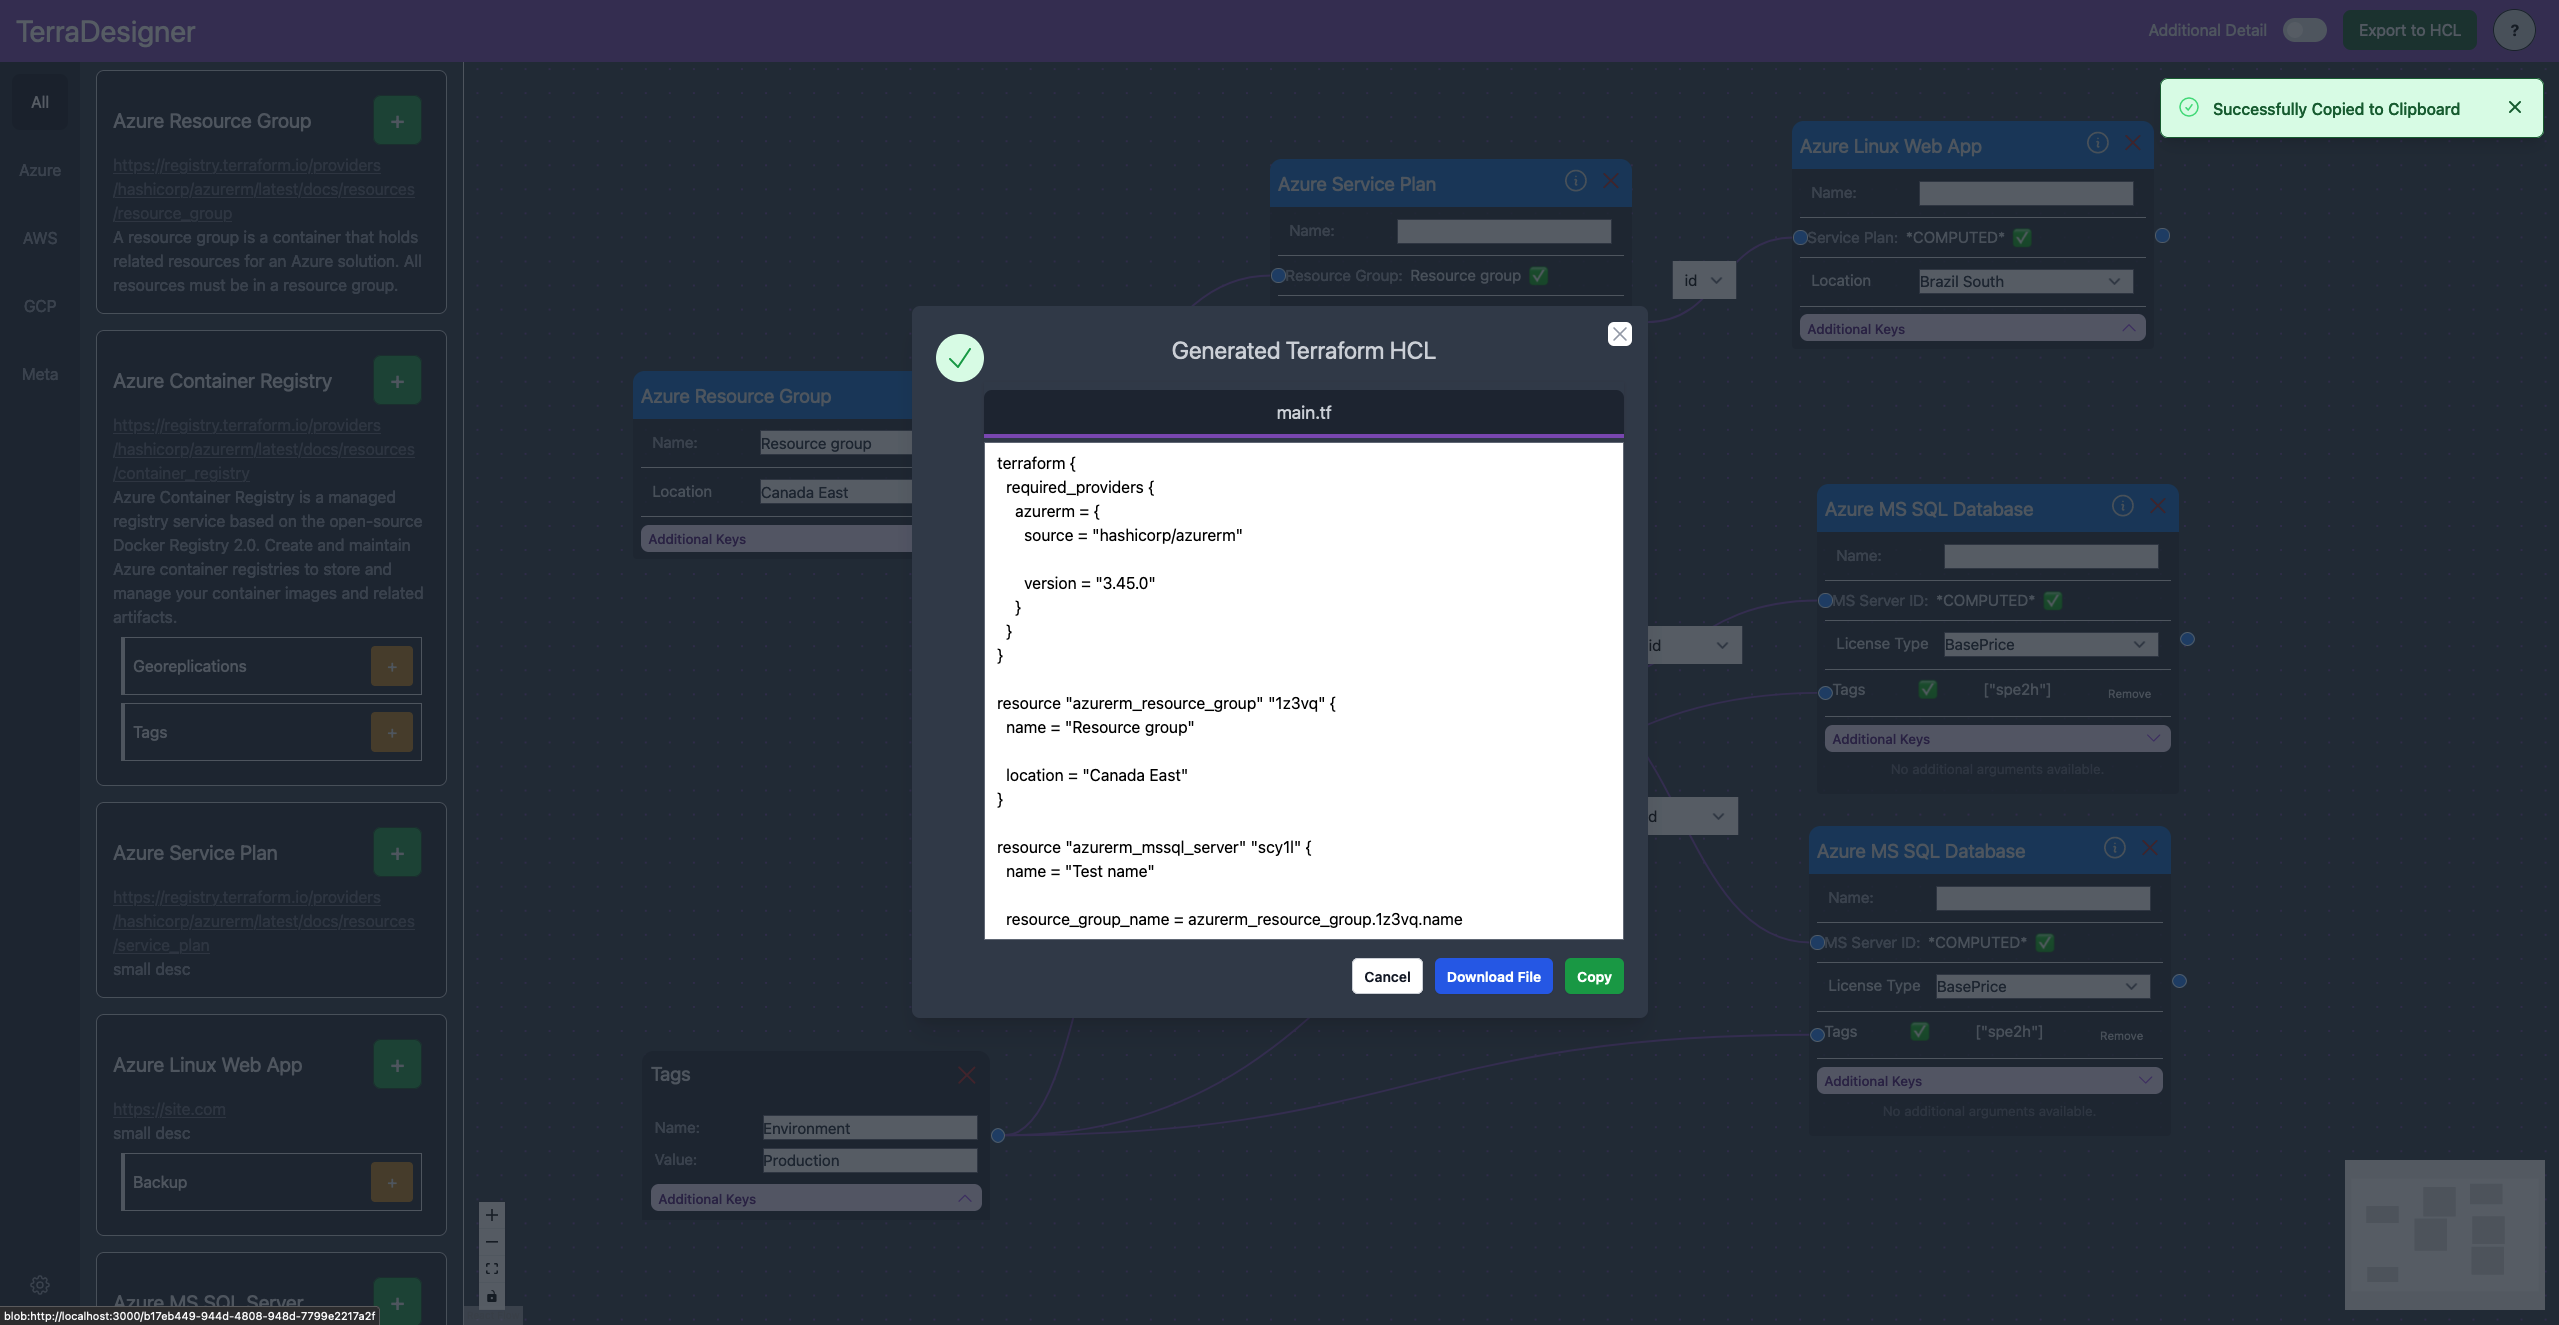 TerraDesigner
Additional Detail
Export to HCL
?
All
Azure
AWS
GCP
Meta
Azure Resource Group
+
https://registry.terraform.io/providers
/hashicorp/azurerm/latest/docs/resources
/resource_group
A resource group is a container that holds
related resources for an Azure solution. All
resources must be in a resource group.
Azure Container Registry
+
https://registry.terraform.io/providers
/hashicorp/azurerm/latest/docs/resources
/container_registry
Azure Container Registry is a managed
registry service based on the open-source
Docker Registry 2.0. Create and maintain
Azure container registries to store and
manage your container images and related
artifacts.
Georeplications
+
Tags
+
Azure Service Plan
+
https://registry.terraform.io/providers
/hashicorp/azurerm/latest/docs/resources
/service_plan
small desc
Azure Linux Web App
+
https://site.com
small desc
Backup
+
Azure MS SQL Server
+
blob:http://localhost:3000/b17eb449-944d-4808-948d-7799e2217a2f
Successfully Copied to Clipboard
Azure Service Plan
Name:
Resource Group: Resource group
Azure Linux Web App
Name:
Service Plan: *COMPUTED*
Location
Brazil South
Additional Keys
id
Azure Resource Group
Name:
Resource group
Location
Canada East
Additional Keys
Generated Terraform HCL
main.tf
terraform {
required_providers {
azurerm = {
source = "hashicorp/azurerm"
version = "3.45.0"
}
}
}
resource "azurerm_resource_group" "1z3vq" {
name = "Resource group"
location = "Canada East"
}
resource "azurerm_mssql_server" "scy1l" {
name = "Test name"
resource_group_name = azurerm_resource_group.1z3vq.name
Cancel
Download File
Copy
Azure MS SQL Database
Name:
MS Server ID: *COMPUTED*
License Type
BasePrice
Tags
["spe2h"]
Remove
Additional Keys
No additional arguments available.
id
d
Azure MS SQL Database
Name:
MS Server ID: *COMPUTED*
License Type
BasePrice
Tags
["spe2h"]
Remove
Additional Keys
No additional arguments available.
Tags
Name:
Environment
Value:
Production
Additional Keys